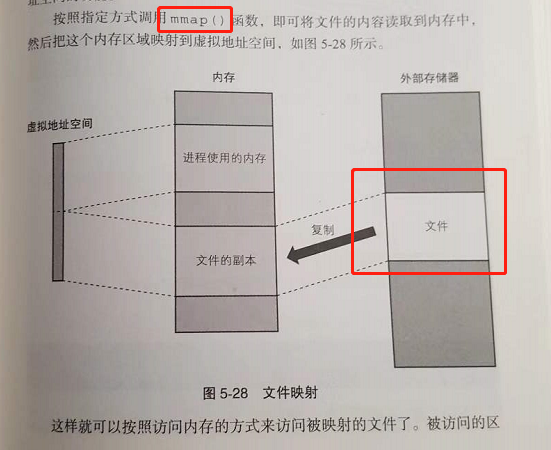 按照指定方式调用 mmap() 函数，即可将文件的内容读取到内存中，
然后把这个内存区域映射到虚拟地址空间，如图 5-28 所示。
内存
外部存储器
虚拟地址空间
进程使用的内存
复制
文件
文件的副本
图 5-28 文件映射
这样就可以按照访问内存的方式来访问被映射的文件了。被访问的区